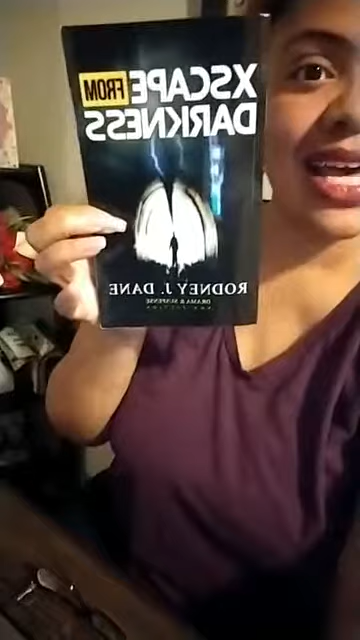 XSCAPE FROM
DARKNESS
RODNEY J. DANE
DRAMA & SUSPENSE